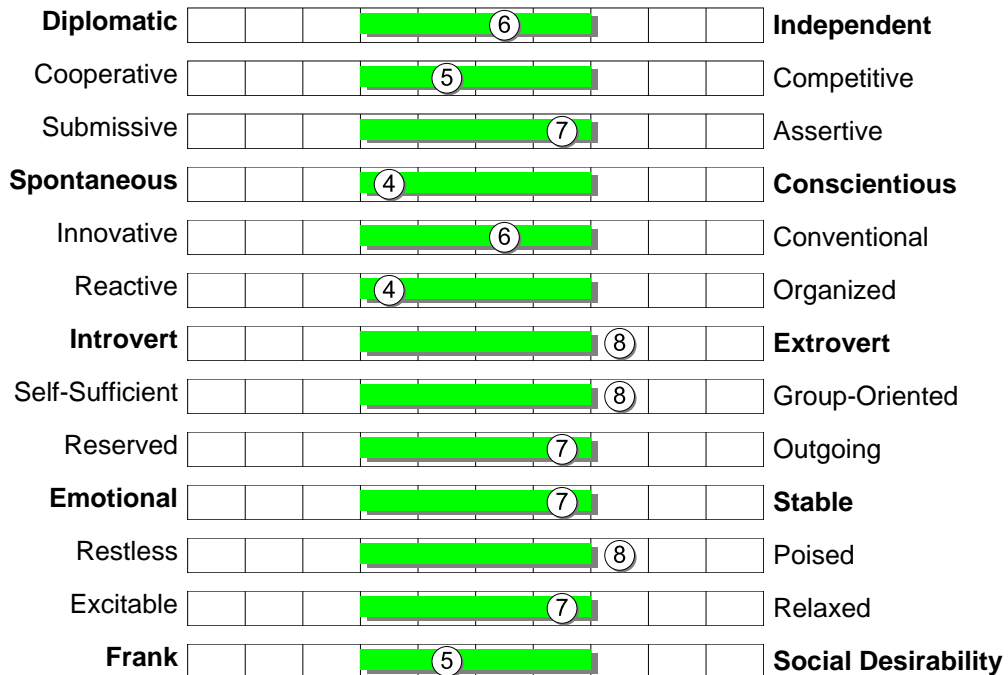 Diplomatic 6 Independent
Cooperative 5 Competitive
Submissive 7 Assertive
Spontaneous 4 Conscientious
Innovative 6 Conventional
Reactive 4 Organized
Introvert 8 Extrovert
Self-Sufficient 8 Group-Oriented
Reserved 7 Outgoing
Emotional 7 Stable
Restless 8 Poised
Excitable 7 Relaxed
Frank 5 Social Desirability